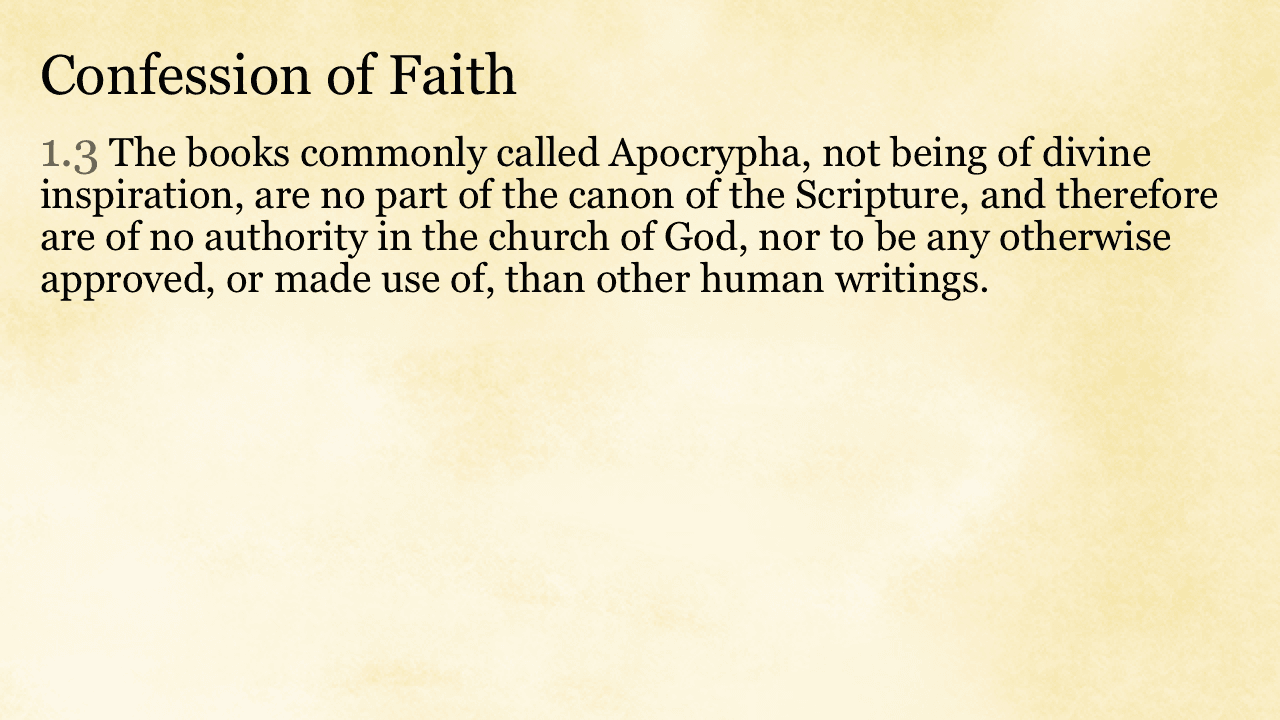 Confession of Faith
1.3 The books commonly called Apocrypha, not being of divine
inspiration, are no part of the canon of the Scripture, and therefore
are of no authority in the church of God, nor to be any otherwise
approved, or made use of, than other human writings.